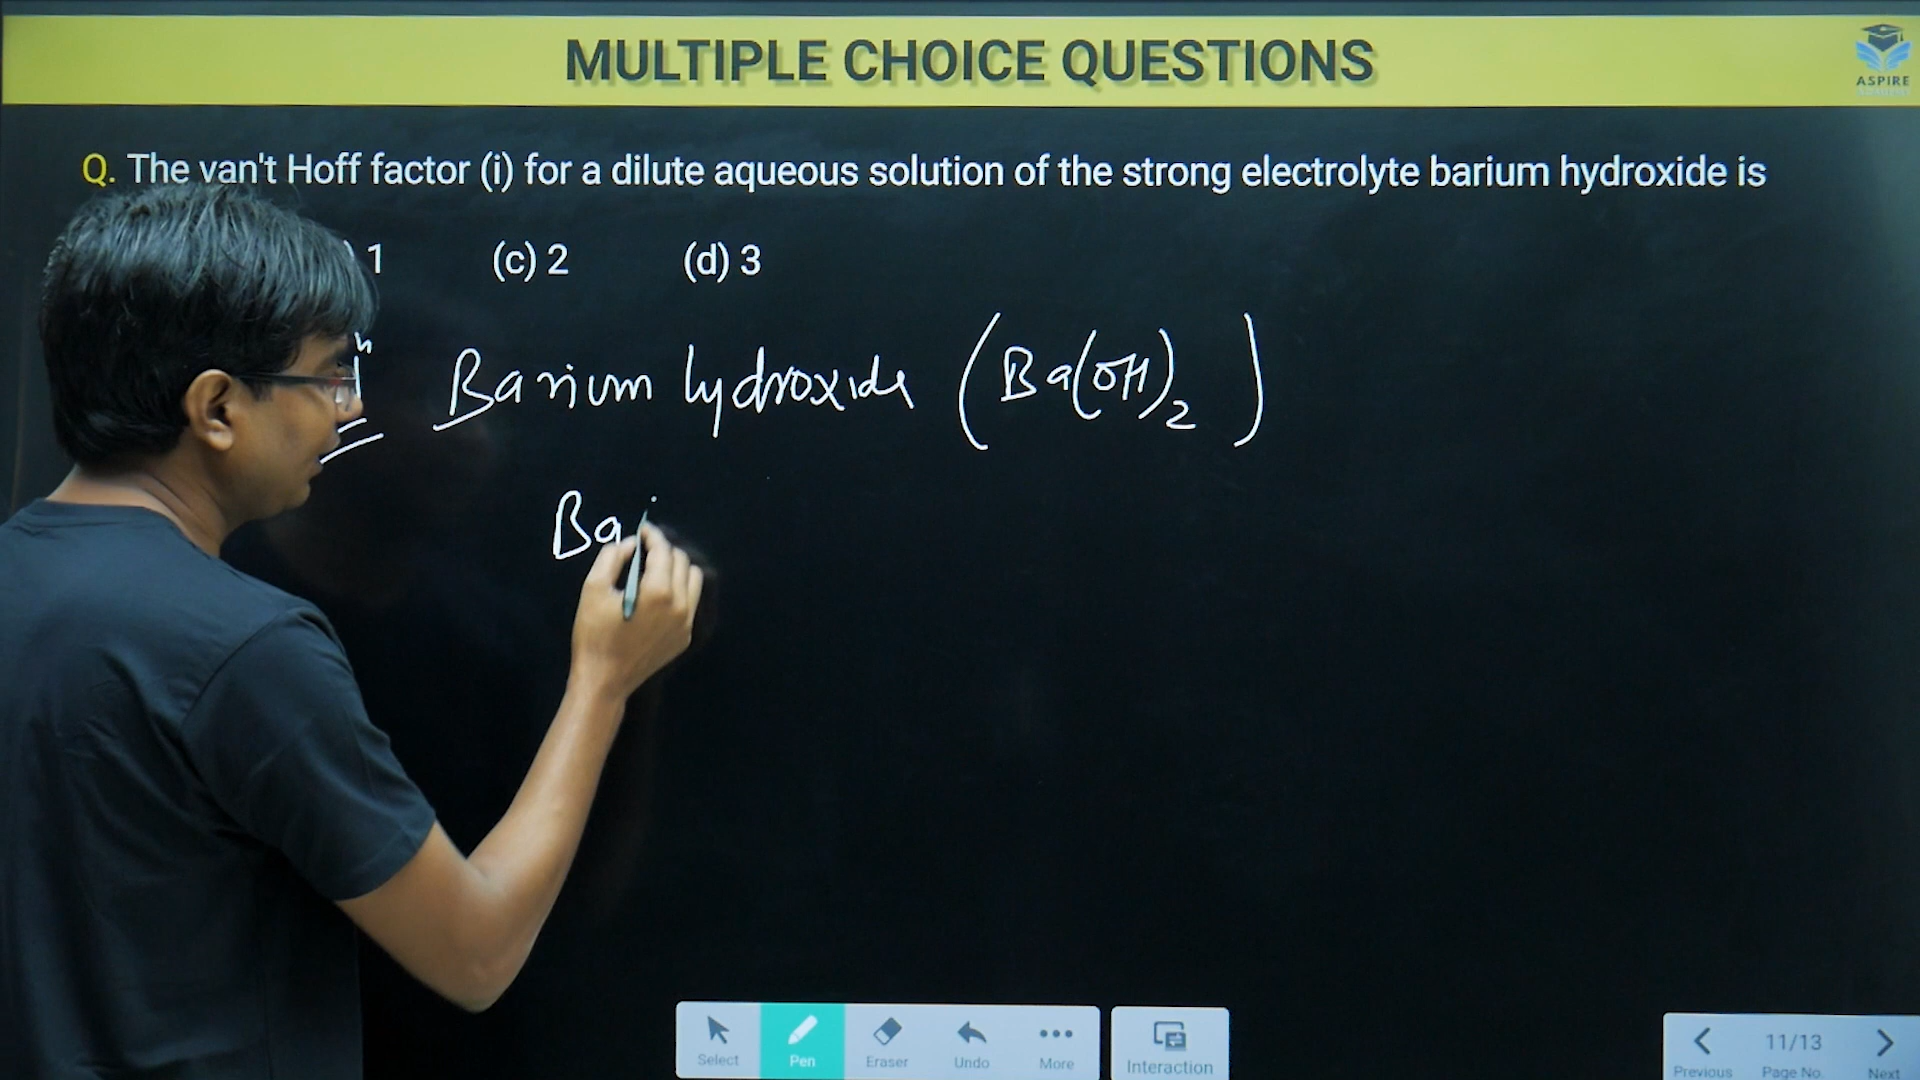 MULTIPLE CHOICE QUESTIONS
ASPIRE
Q. The van't Hoff factor (i) for a dilute aqueous solution of the strong electrolyte barium hydroxide is
) 1 (c) 2 (d) 3
n Barium hydroxide (Ba(OH)2)
Ba
Select Pen Eraser Undo More Interaction
Previous 11/13 Page No. Next